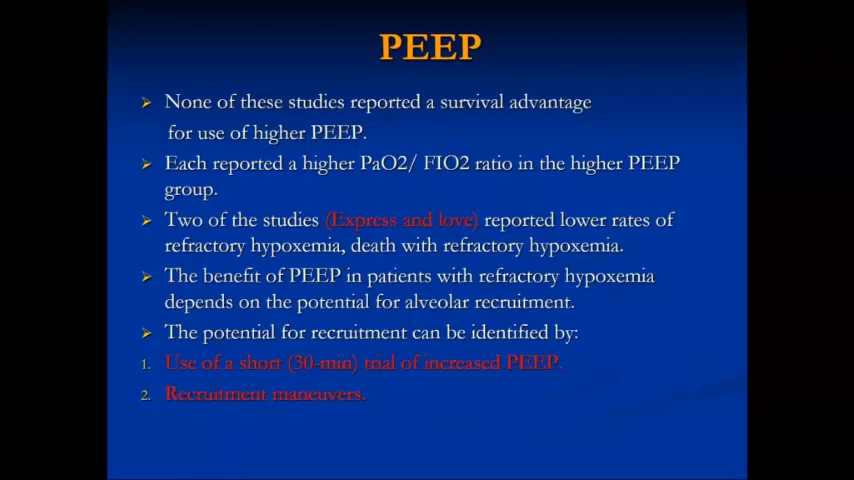 PEEP
None of these studies reported a survival advantage
for use of higher PEEP.
Each reported a higher PaO2/ FIO2 ratio in the higher PEEP
group.
Two of the studies (Express and love) reported lower rates of
refractory hypoxemia, death with refractory hypoxemia.
The benefit of PEEP in patients with refractory hypoxemia
depends on the potential for alveolar recruitment.
The potential for recruitment can be identified by:
1. Use of a short (30-min) trial of increased PEEP.
2. Recruitment maneuvers.